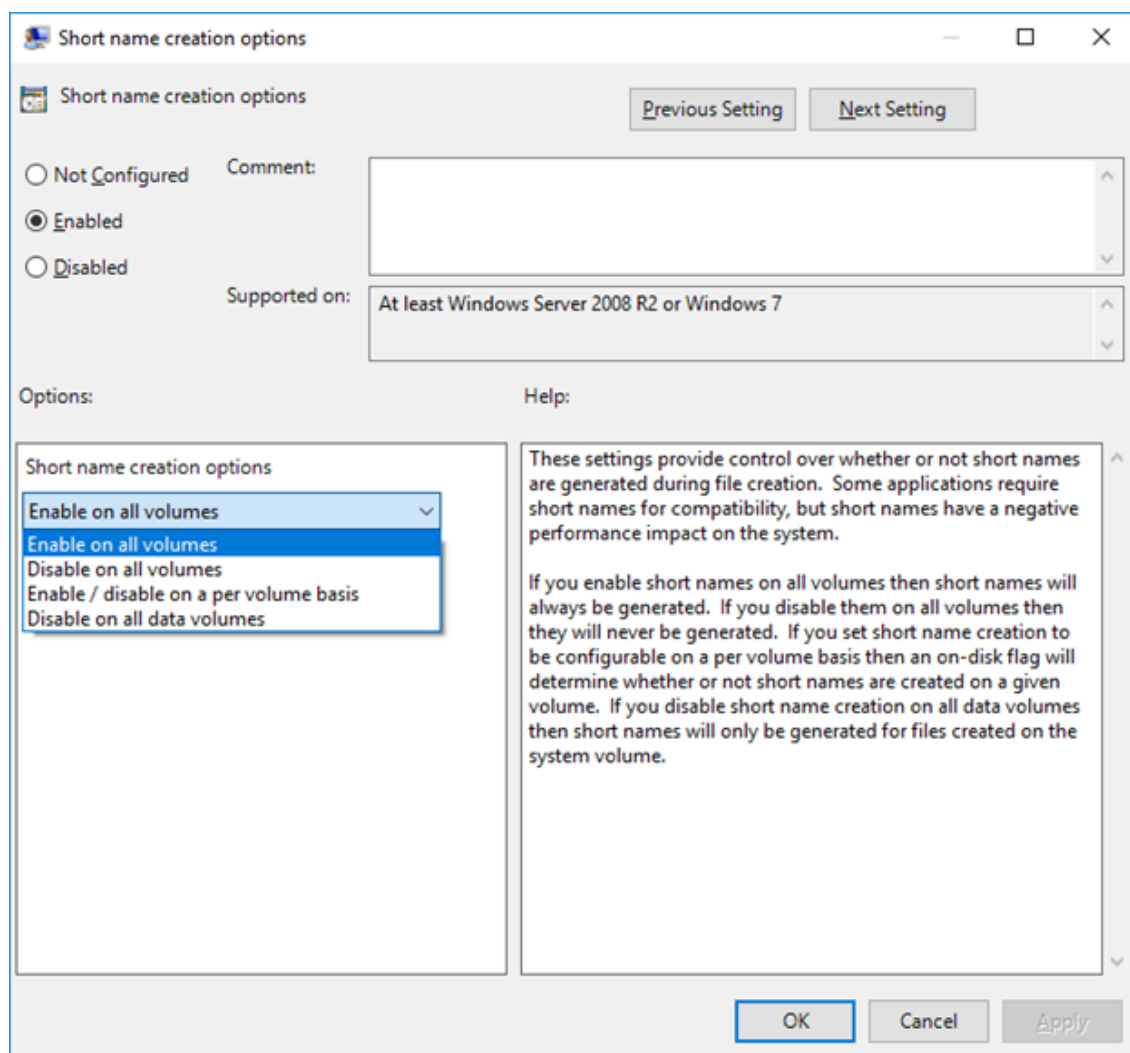 Short name creation options
Short name creation options
Previous Setting
Next Setting
Not Configured
Comment:
Enabled
Disabled
Supported on:
At least Windows Server 2008 R2 or Windows 7
Options:
Help:
Short name creation options
Enable on all volumes
Enable on all volumes
Disable on all volumes
Enable / disable on a per volume basis
Disable on all data volumes
These settings provide control over whether or not short names
are generated during file creation.  Some applications require
short names for compatibility, but short names have a negative
performance impact on the system.
If you enable short names on all volumes then short names will
always be generated.  If you disable them on all volumes then
they will never be generated.  If you set short name creation to
be configurable on a per volume basis then an on-disk flag will
determine whether or not short names are created on a given
volume.  If you disable short name creation on all data volumes
then short names will only be generated for files created on the
system volume.
OK
Cancel
Apply